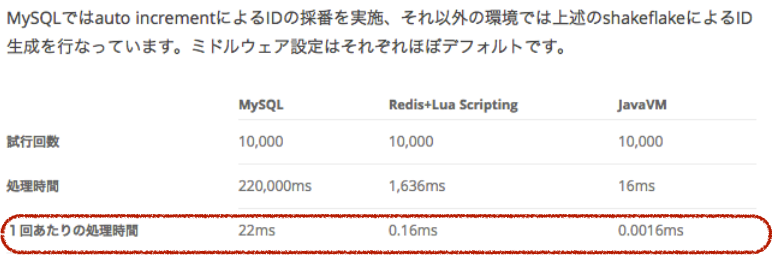 MySQLではauto incrementによるIDの採番を実施、それ以外の環境では上述のshakeflakeによるID
生成を行なっています。ミドルウェア設定はそれぞれほぼデフォルトです。
MySQL Redis+Lua Scripting JavaVM
試行回数 10,000 10,000 10,000
処理時間 220,000ms 1,636ms 16ms
１回あたりの処理時間 22ms 0.16ms 0.0016ms